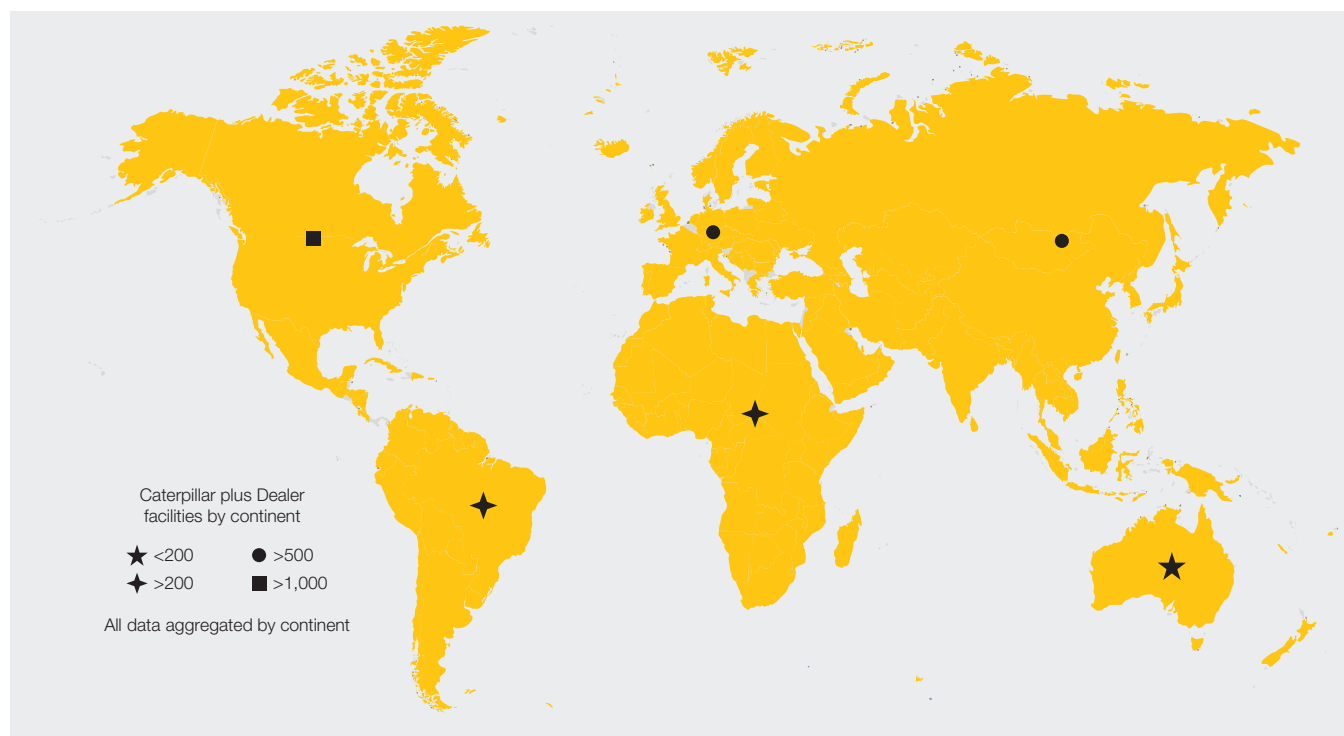 Caterpillar plus Dealer
facilities by continent
<200
>500
>200
>1,000
All data aggregated by continent